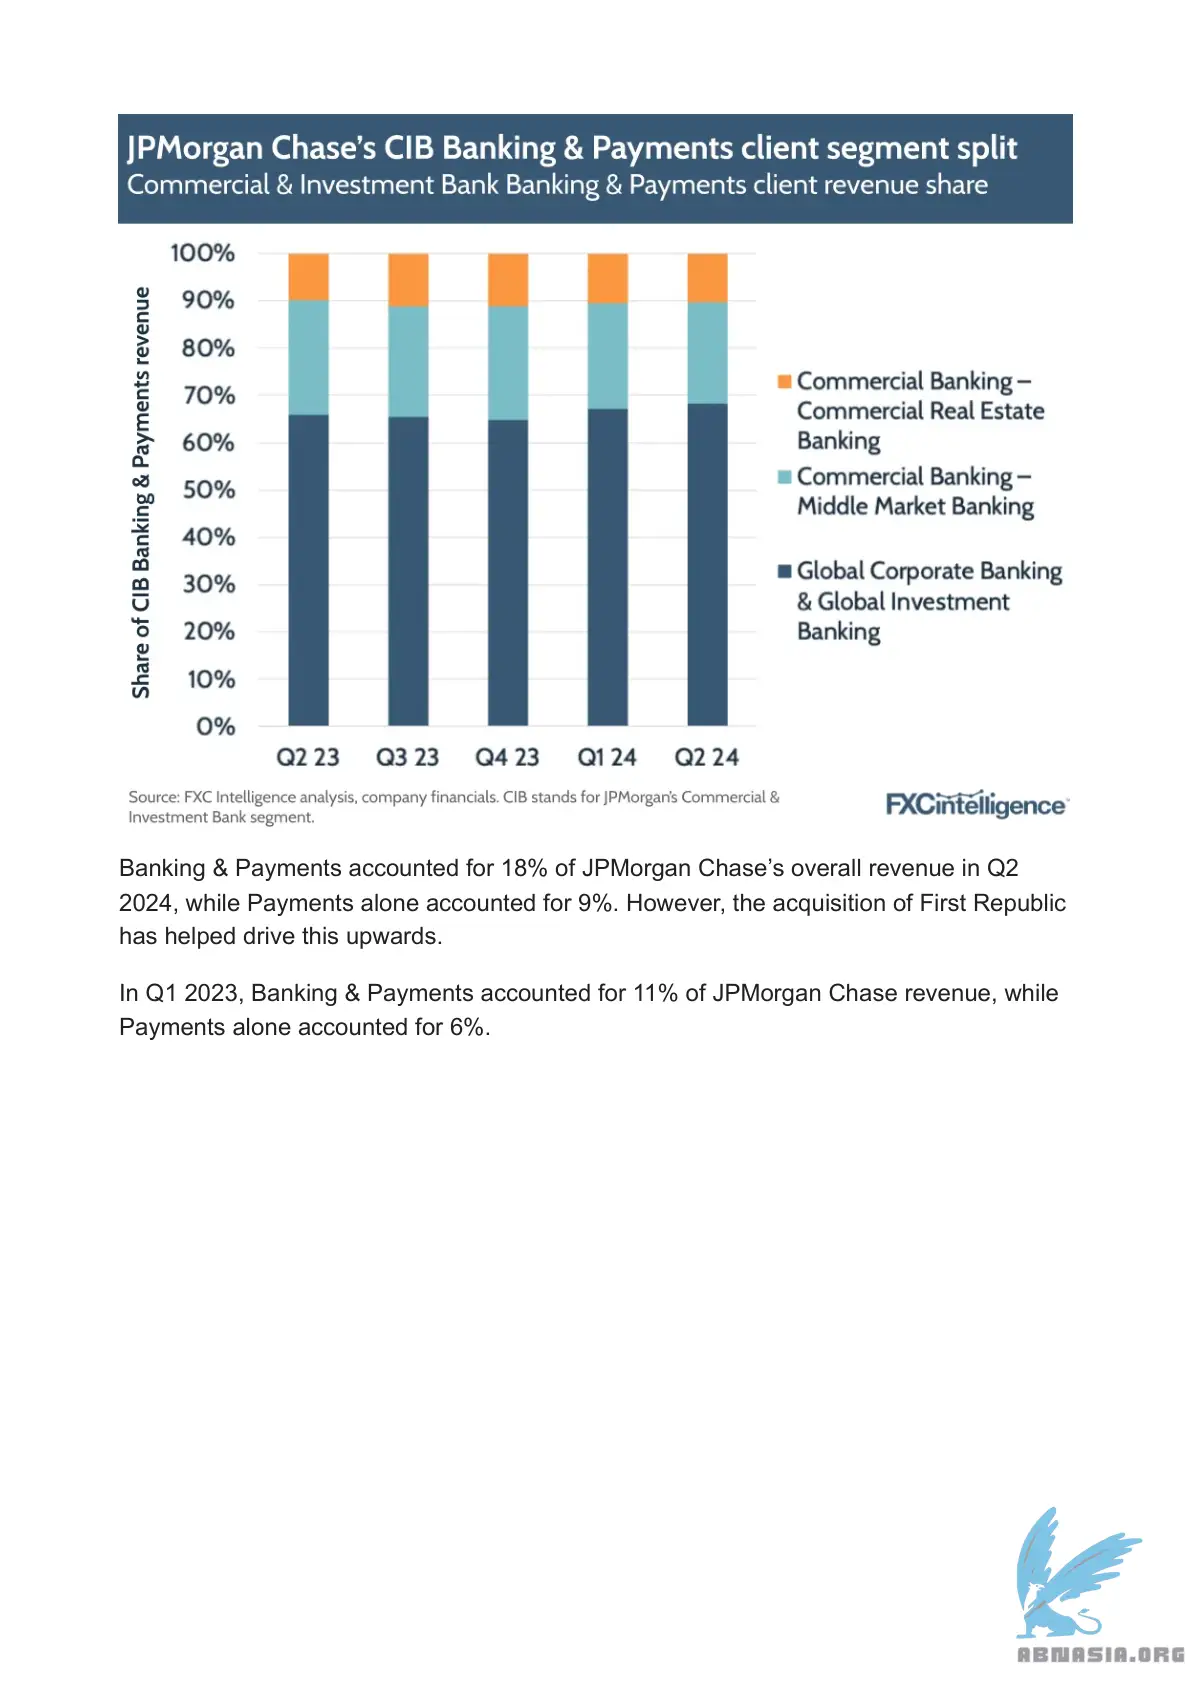 JPMorgan Chase's CIB Banking & Payments client segment split
Commercial & Investment Bank Banking & Payments client revenue share
Share of CIB Banking & Payments revenue
100%
90%
80%
70%
60%
50%
40%
30%
20%
10%
0%
Q2 23 Q3 23 Q4 23 Q1 24 Q2 24
Commercial Banking –
Commercial Real Estate
Banking
Commercial Banking –
Middle Market Banking
Global Corporate Banking
& Global Investment
Banking
Source: FXC Intelligence analysis, company financials. CIB stands for JPMorgan's Commercial &
Investment Bank segment.
FXCintelligence™
Banking & Payments accounted for 18% of JPMorgan Chase’s overall revenue in Q2
2024, while Payments alone accounted for 9%. However, the acquisition of First Republic
has helped drive this upwards.
In Q1 2023, Banking & Payments accounted for 11% of JPMorgan Chase revenue, while
Payments alone accounted for 6%.
ABNASIA.ORG